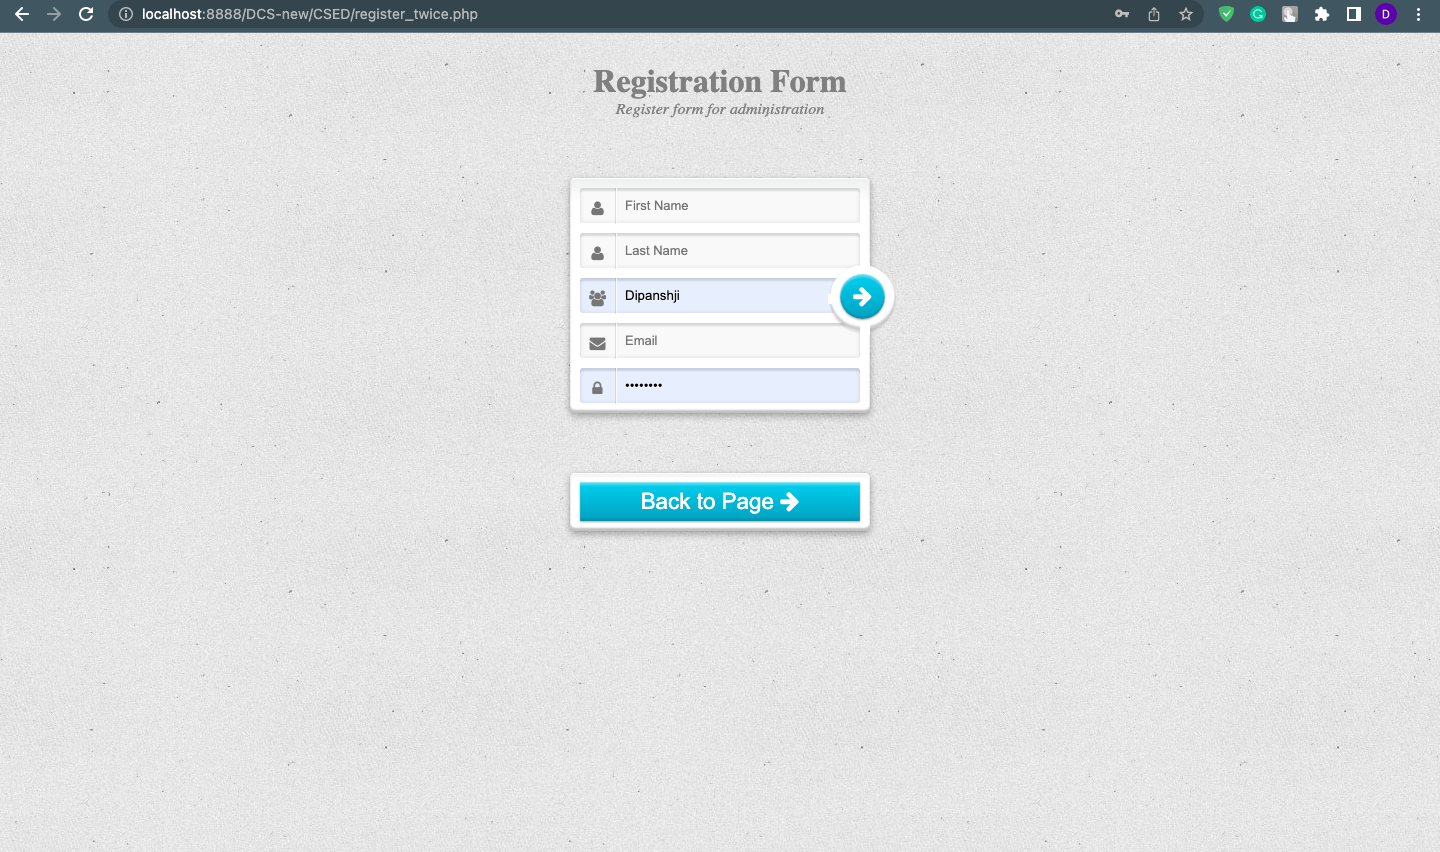 localhost:8888/DCS-new/CSED/register_twice.php
D
Registration Form
Register form for administration
First Name
Last Name
Dipanshji
Email
••••••••
Back to Page